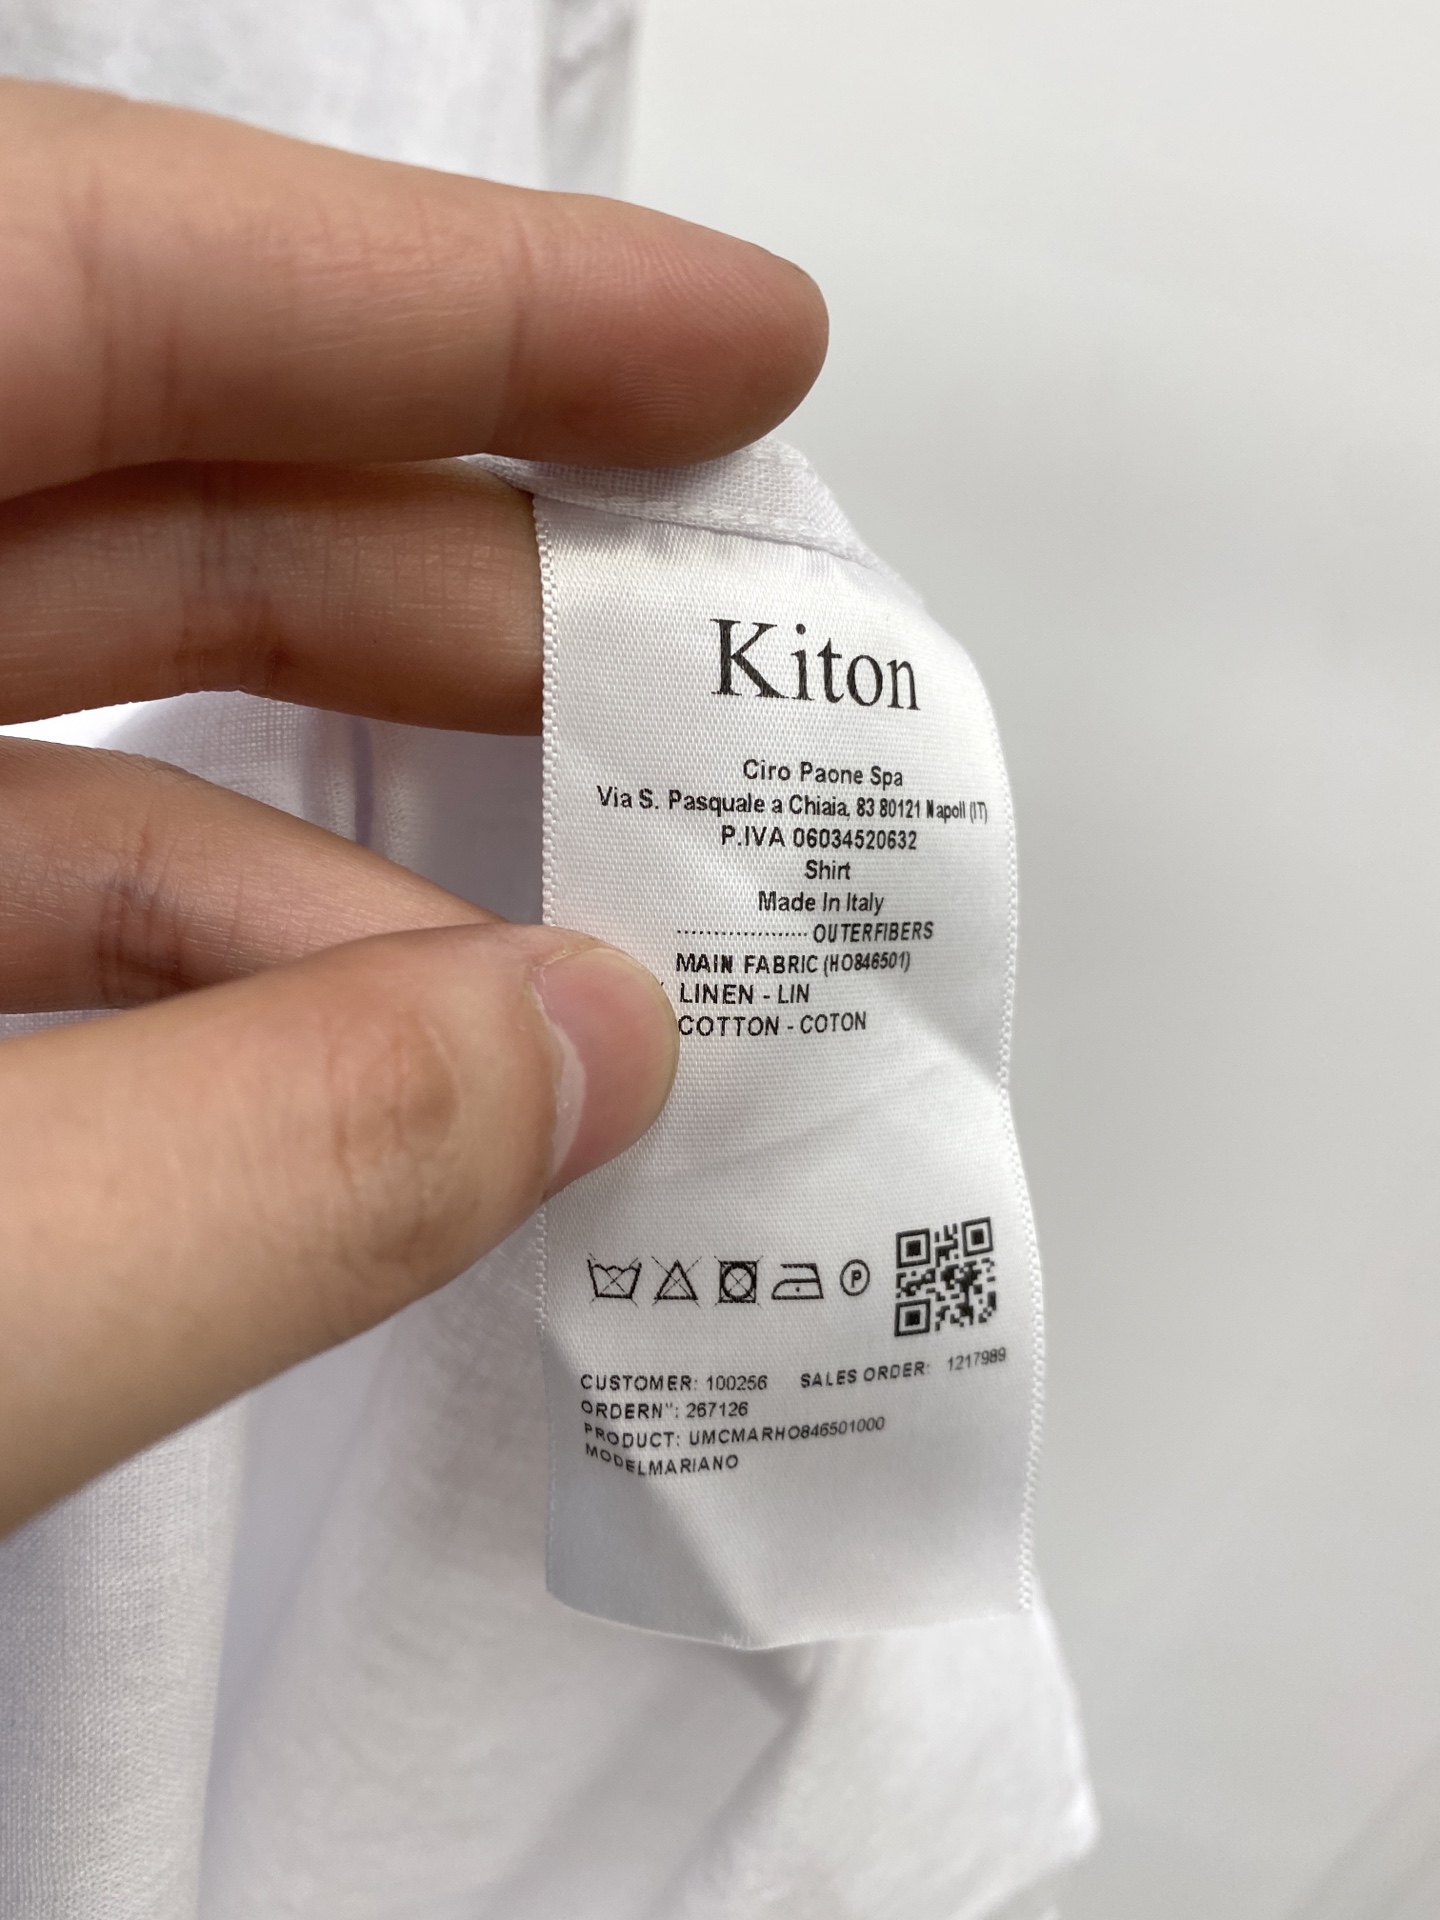 Kiton
Ciro Paone Spa
Via S. Pasquale a Chiaia, 83 80121 Napoli (IT)
P.IVA 06034520632
Shirt
Made In Italy
.................... OUTERFIBERS
MAIN FABRIC (HO846501)
LINEN - LIN
COTTON - COTON
P
CUSTOMER: 100256 SALES ORDER: 1217989
ORDERN": 267126
PRODUCT: UMCMARHO846501000
MODELMARIANO